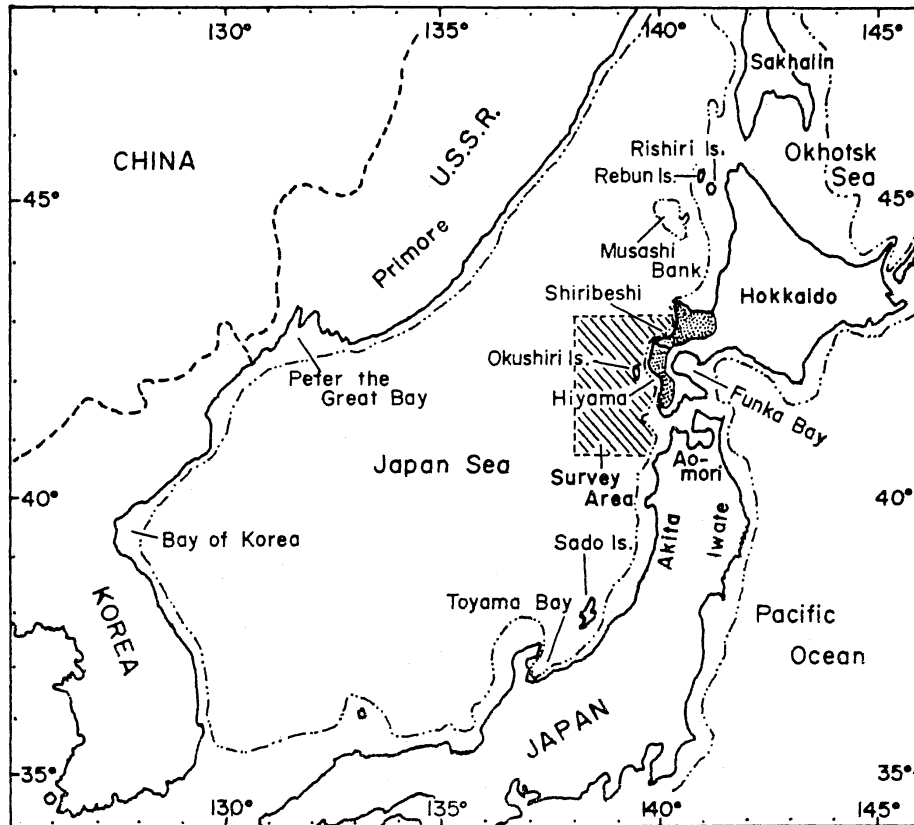 130°
135°
140°
145°
Sakhalin
U.S.S.R.
CHINA
Rishiri Is.
Okhotsk
Sea
Rebun Is.
45°
45°
Primore
Musashi
Bank
Shiribeshi
Hokkaido
Okushiri Is.
Peter the
Great Bay
Hiyama
Funka Bay
Japan Sea
Survey
Area
Ao-
mori
40°
40°
Bay of Korea
Akita
Iwate
Sado Is.
KOREA
Toyama Bay
Pacific
Ocean
JAPAN
35°
35°
130°
135°
140°
145°